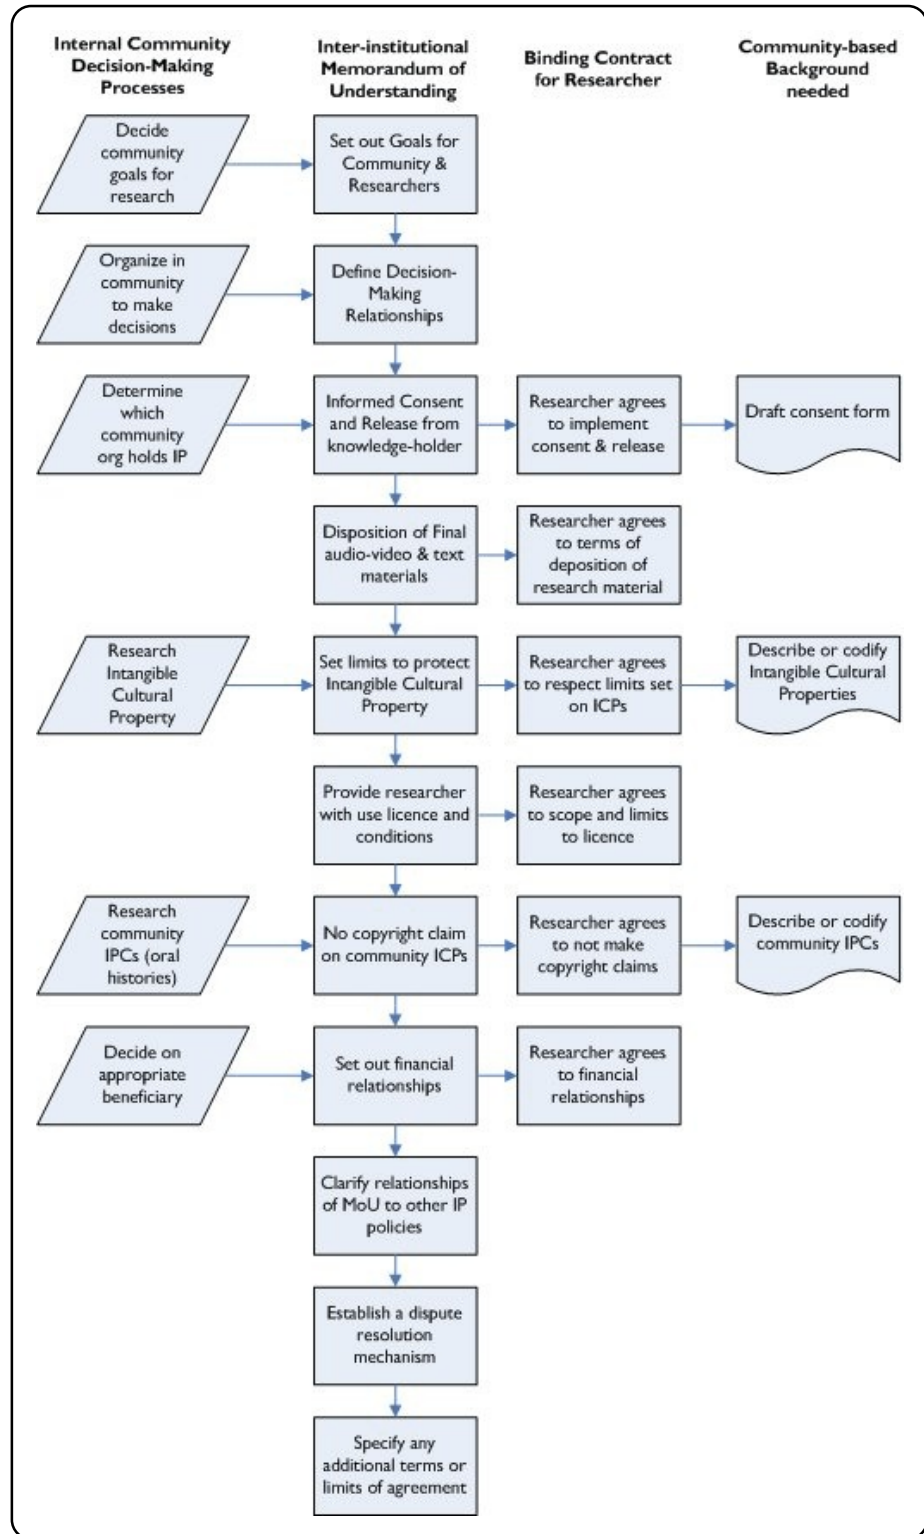 Internal Community
Decision-Making
Processes
Inter-institutional
Memorandum of
Understanding
Binding Contract
for Researcher
Community-based
Background
needed
Decide
community
goals for
research
Set out Goals for
Community &
Researchers
Organize in
community
to make
decisions
Define Decision-
Making
Relationships
Determine
which
community
org holds IP
Informed Consent
and Release from
knowledge-holder
Researcher agrees
to implement
consent & release
Draft consent form
Disposition of Final
audio-video & text
materials
Researcher agrees
to terms of
deposition of
research material
Research
Intangible
Cultural
Property
Set limits to protect
Intangible Cultural
Property
Researcher agrees
to respect limits set
on ICPs
Describe or codify
Intangible Cultural
Properties
Provide researcher
with use licence and
conditions
Researcher agrees
to scope and limits
to licence
Research
community
IPCs (oral
histories)
No copyright claim
on community ICPs
Researcher agrees
to not make
copyright claims
Describe or codify
community IPCs
Decide on
appropriate
beneficiary
Set out financial
relationships
Researcher agrees
to financial
relationships
Clarify relationships
of MoU to other IP
policies
Establish a dispute
resolution
mechanism
Specify any
additional terms or
limits of agreement